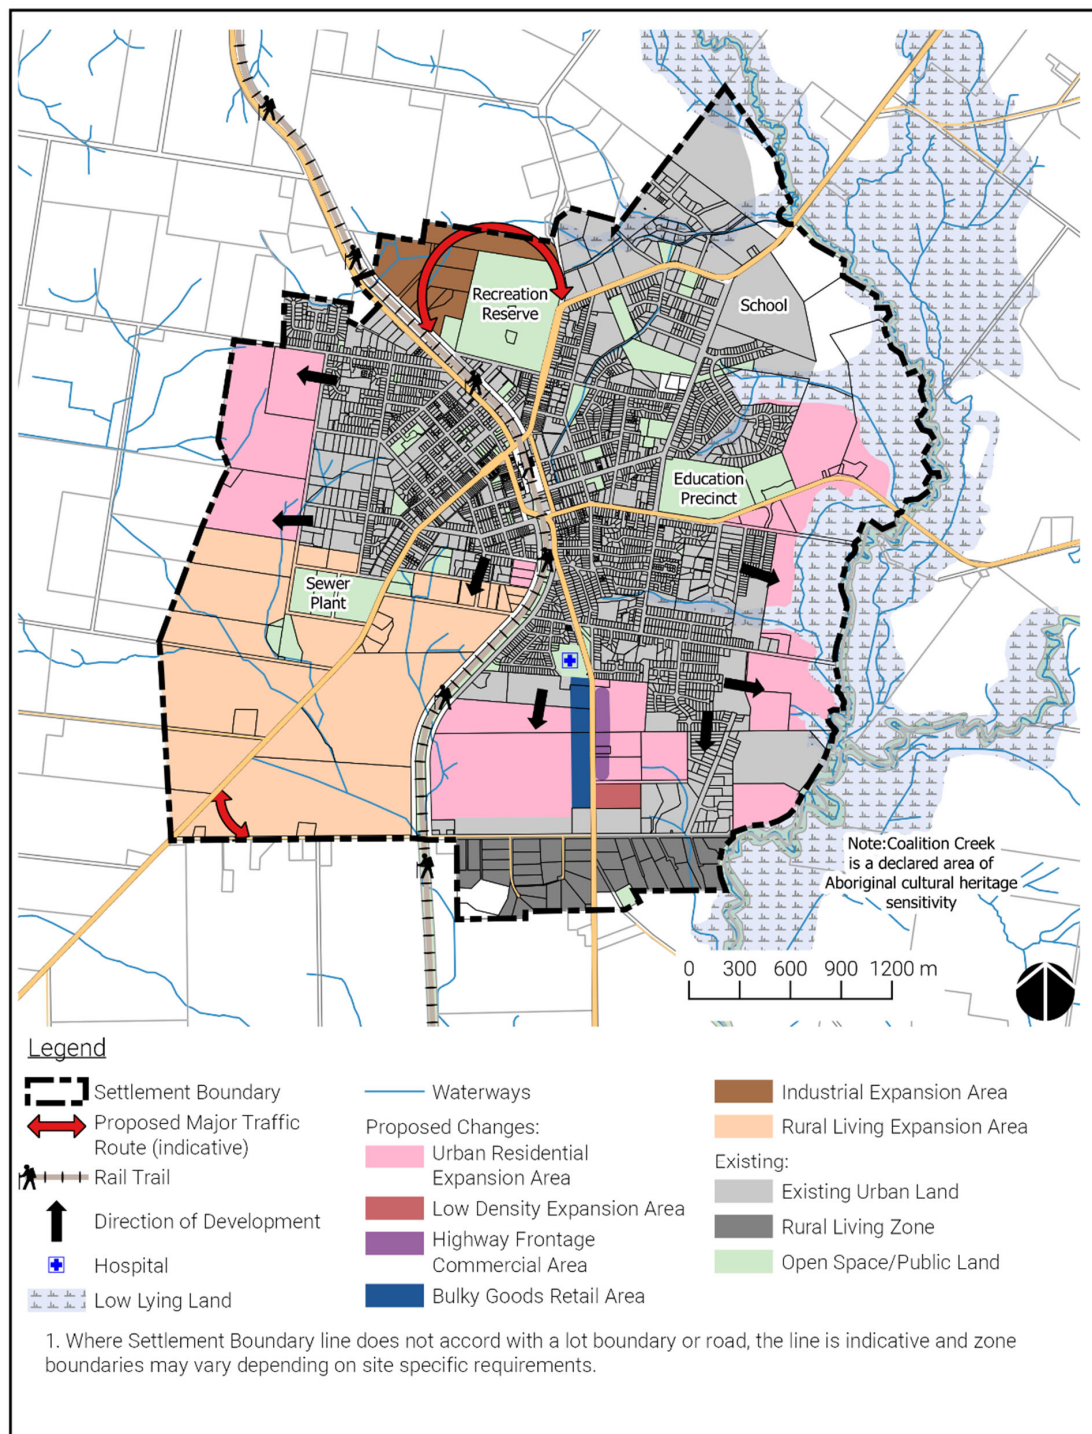 Recreation
Reserve
School
Education
Precinct
Sewer
Plant
Note:Coalition Creek
is a declared area of
Aboriginal cultural heritage
sensitivity
0 300 600 900 1200 m
Legend
Settlement Boundary
Proposed Major Traffic
Route (indicative)
Rail Trail
Direction of Development
Hospital
Low Lying Land
Waterways
Proposed Changes:
Urban Residential
Expansion Area
Low Density Expansion Area
Highway Frontage
Commercial Area
Bulky Goods Retail Area
Industrial Expansion Area
Rural Living Expansion Area
Existing:
Existing Urban Land
Rural Living Zone
Open Space/Public Land
1. Where Settlement Boundary line does not accord with a lot boundary or road, the line is indicative and zone
boundaries may vary depending on site specific requirements.